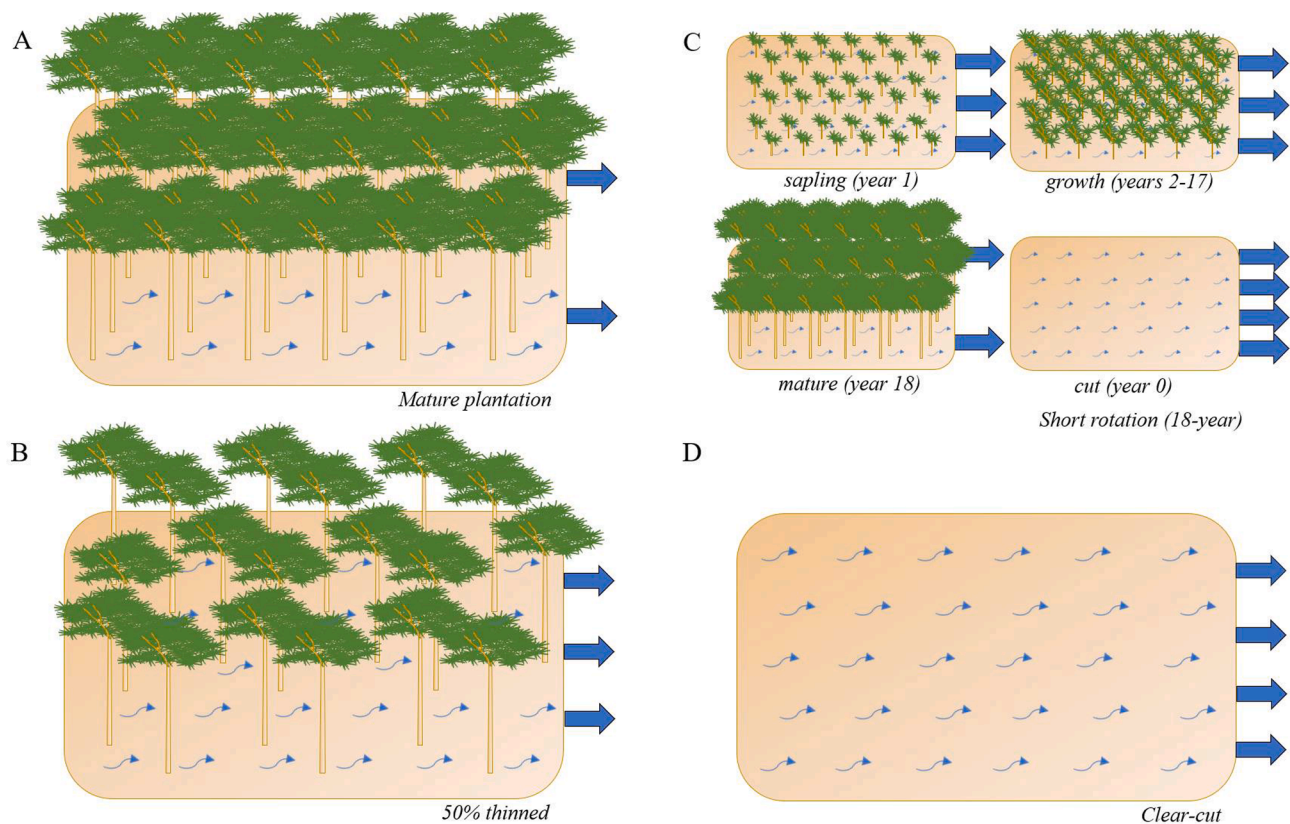 A
Mature plantation
B
50% thinned
C
sapling (year 1)
growth (years 2-17)
mature (year 18)
cut (year 0)
Short rotation (18-year)
D
Clear-cut